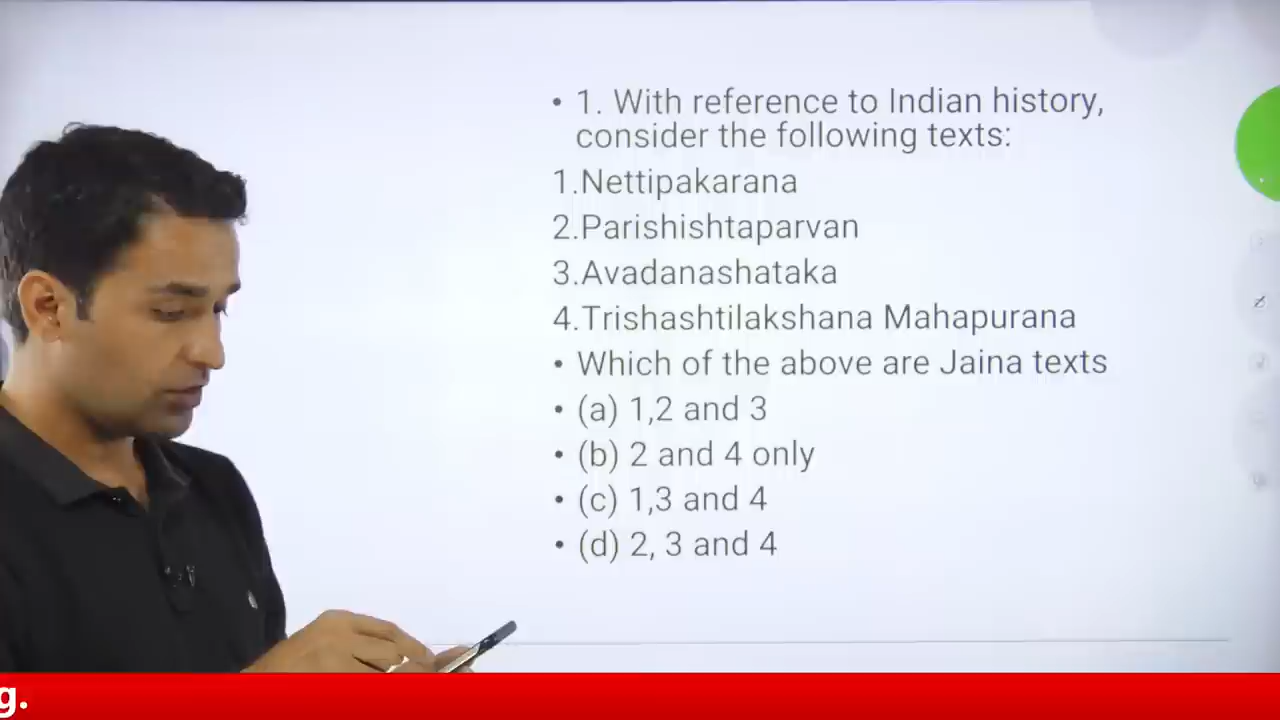 • 1. With reference to Indian history,
consider the following texts:
1.Nettipakarana
2.Parishishtaparvan
3.Avadanashataka
4.Trishashtilakshana Mahapurana
• Which of the above are Jaina texts
• (a) 1,2 and 3
• (b) 2 and 4 only
• (c) 1,3 and 4
• (d) 2, 3 and 4
g.